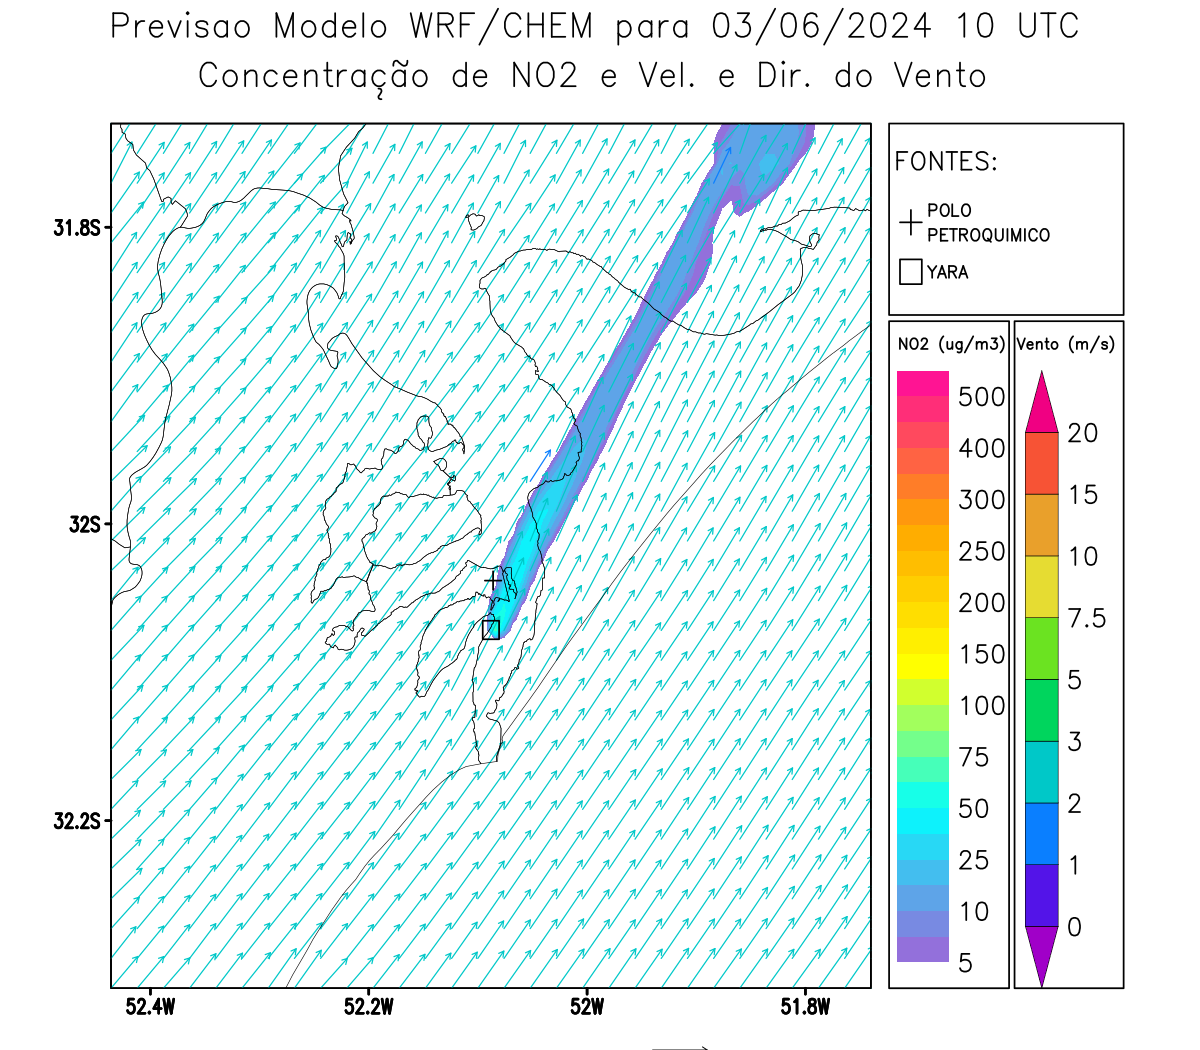 Previsao Modelo WRF/CHEM para 03/06/2024 10 UTC
Concentração de NO2 e Vel. e Dir. do Vento
FONTES:
POLO
PETROQUIMICO
YARA
NO2 (ug/m3)
500
400
300
250
200
150
100
75
50
25
10
5
Vento (m/s)
20
15
10
7.5
5
3
2
1
0
31.8S
32S
32.2S
52.4W
52.2W
52W
51.8W